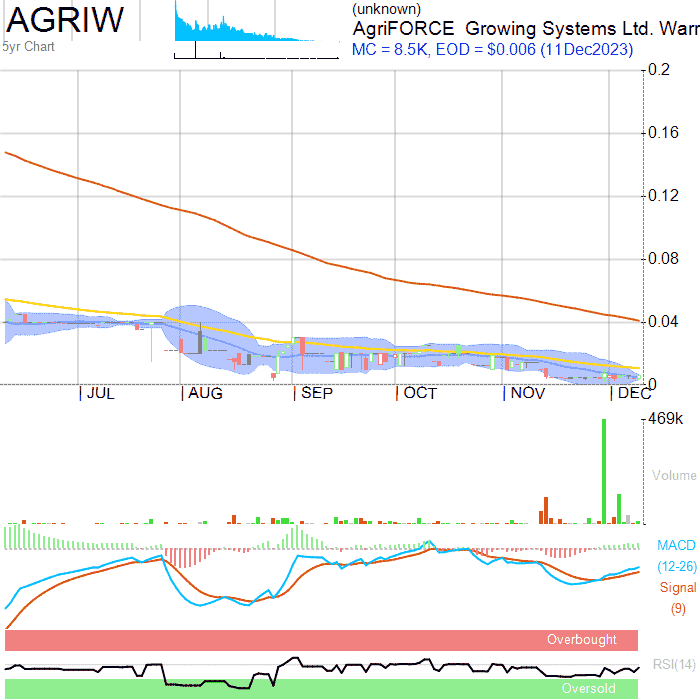 AGRIW
5yr Chart
(unknown)
AgriFORCE Growing Systems Ltd. Warr
MC = 8.5K, EOD = $0.006 (11Dec2023)
0.2
0.16
0.12
0.08
0.04
0
JUL AUG SEP OCT NOV DEC
469k
Volume
MACD
(12-26)
Signal
(9)
Overbought
RSI(14)
Oversold